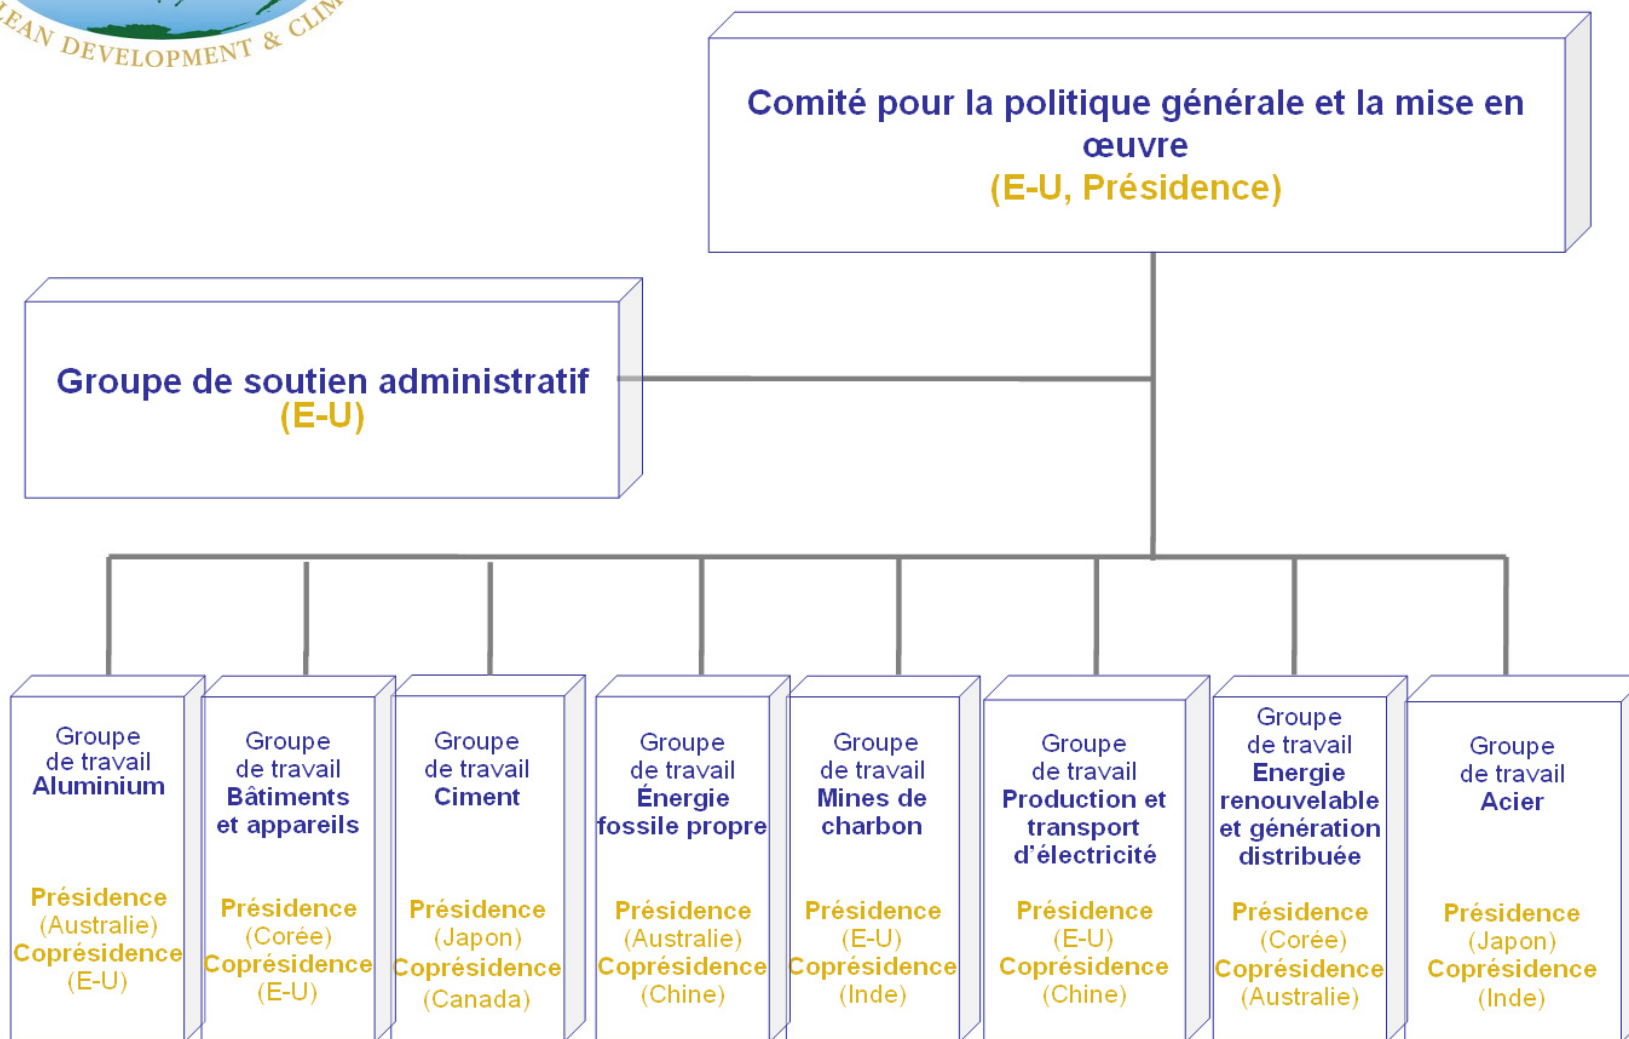 CLEAN DEVELOPMENT & CLIM
Comité pour la politique générale et la mise en
œuvre
(E-U, Présidence)
Groupe de soutien administratif
(E-U)
Groupe
de travail
Aluminium
Présidence
(Australie)
Coprésidence
(E-U)
Groupe
de travail
Bâtiments
et appareils
Présidence
(Corée)
Coprésidence
(E-U)
Groupe
de travail
Ciment
Présidence
(Japon)
Coprésidence
(Canada)
Groupe
de travail
Énergie
fossile propre
Présidence
(Australie)
Coprésidence
(Chine)
Groupe
de travail
Mines de
charbon
Présidence
(E-U)
Coprésidence
(Inde)
Groupe
de travail
Production et
transport
d'électricité
Présidence
(E-U)
Coprésidence
(Chine)
Groupe
de travail
Energie
renouvelable
et génération
distribuée
Présidence
(Corée)
Coprésidence
(Australie)
Groupe
de travail
Acier
Présidence
(Japon)
Coprésidence
(Inde)